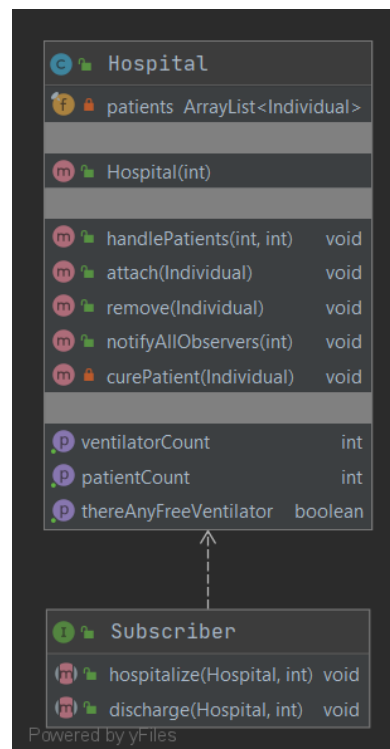 Hospital
patients ArrayList<Individual>
Hospital(int)
handlePatients(int, int) void
attach(Individual) void
remove(Individual) void
notifyAllObservers(int) void
curePatient(Individual) void
ventilatorCount int
patientCount int
thereAnyFreeVentilator boolean
Subscriber
hospitalize(Hospital, int) void
discharge(Hospital, int) void
Powered by yFiles